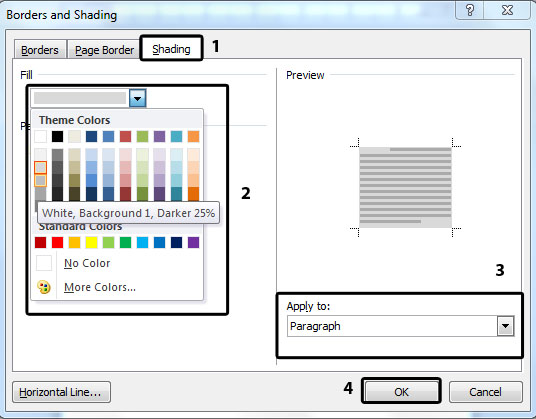 Borders and Shading
?
Borders Page Border Shading 1
Fill
Preview
Theme Colors
White, Background 1, Darker 25%
2
Standard Colors
No Color
More Colors...
3
Apply to:
Paragraph
4
Horizontal Line...
OK
Cancel